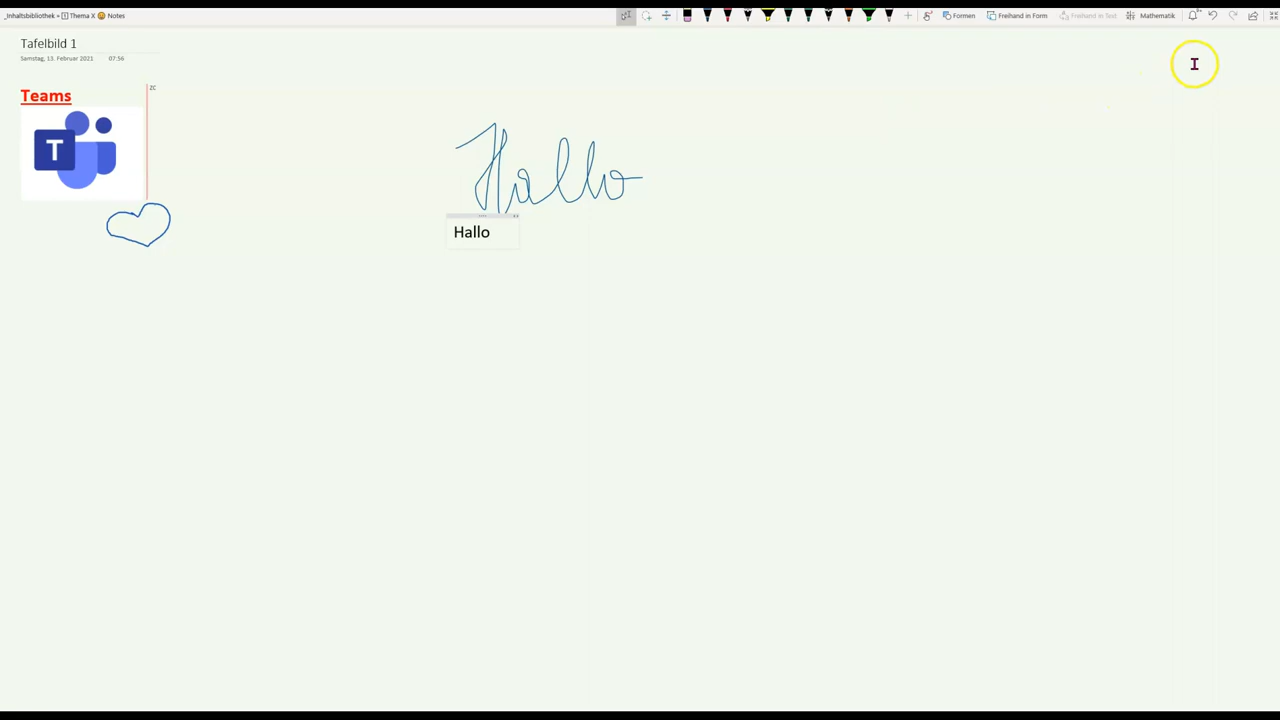 _Inhaltsbibliothek » 1 Thema X Notes
Formen
Freihand in Form
Freihand in Text
Mathematik
Tafelbild 1
Samstag, 13. Februar 2021 07:56
Teams
T
Hallo
Hallo